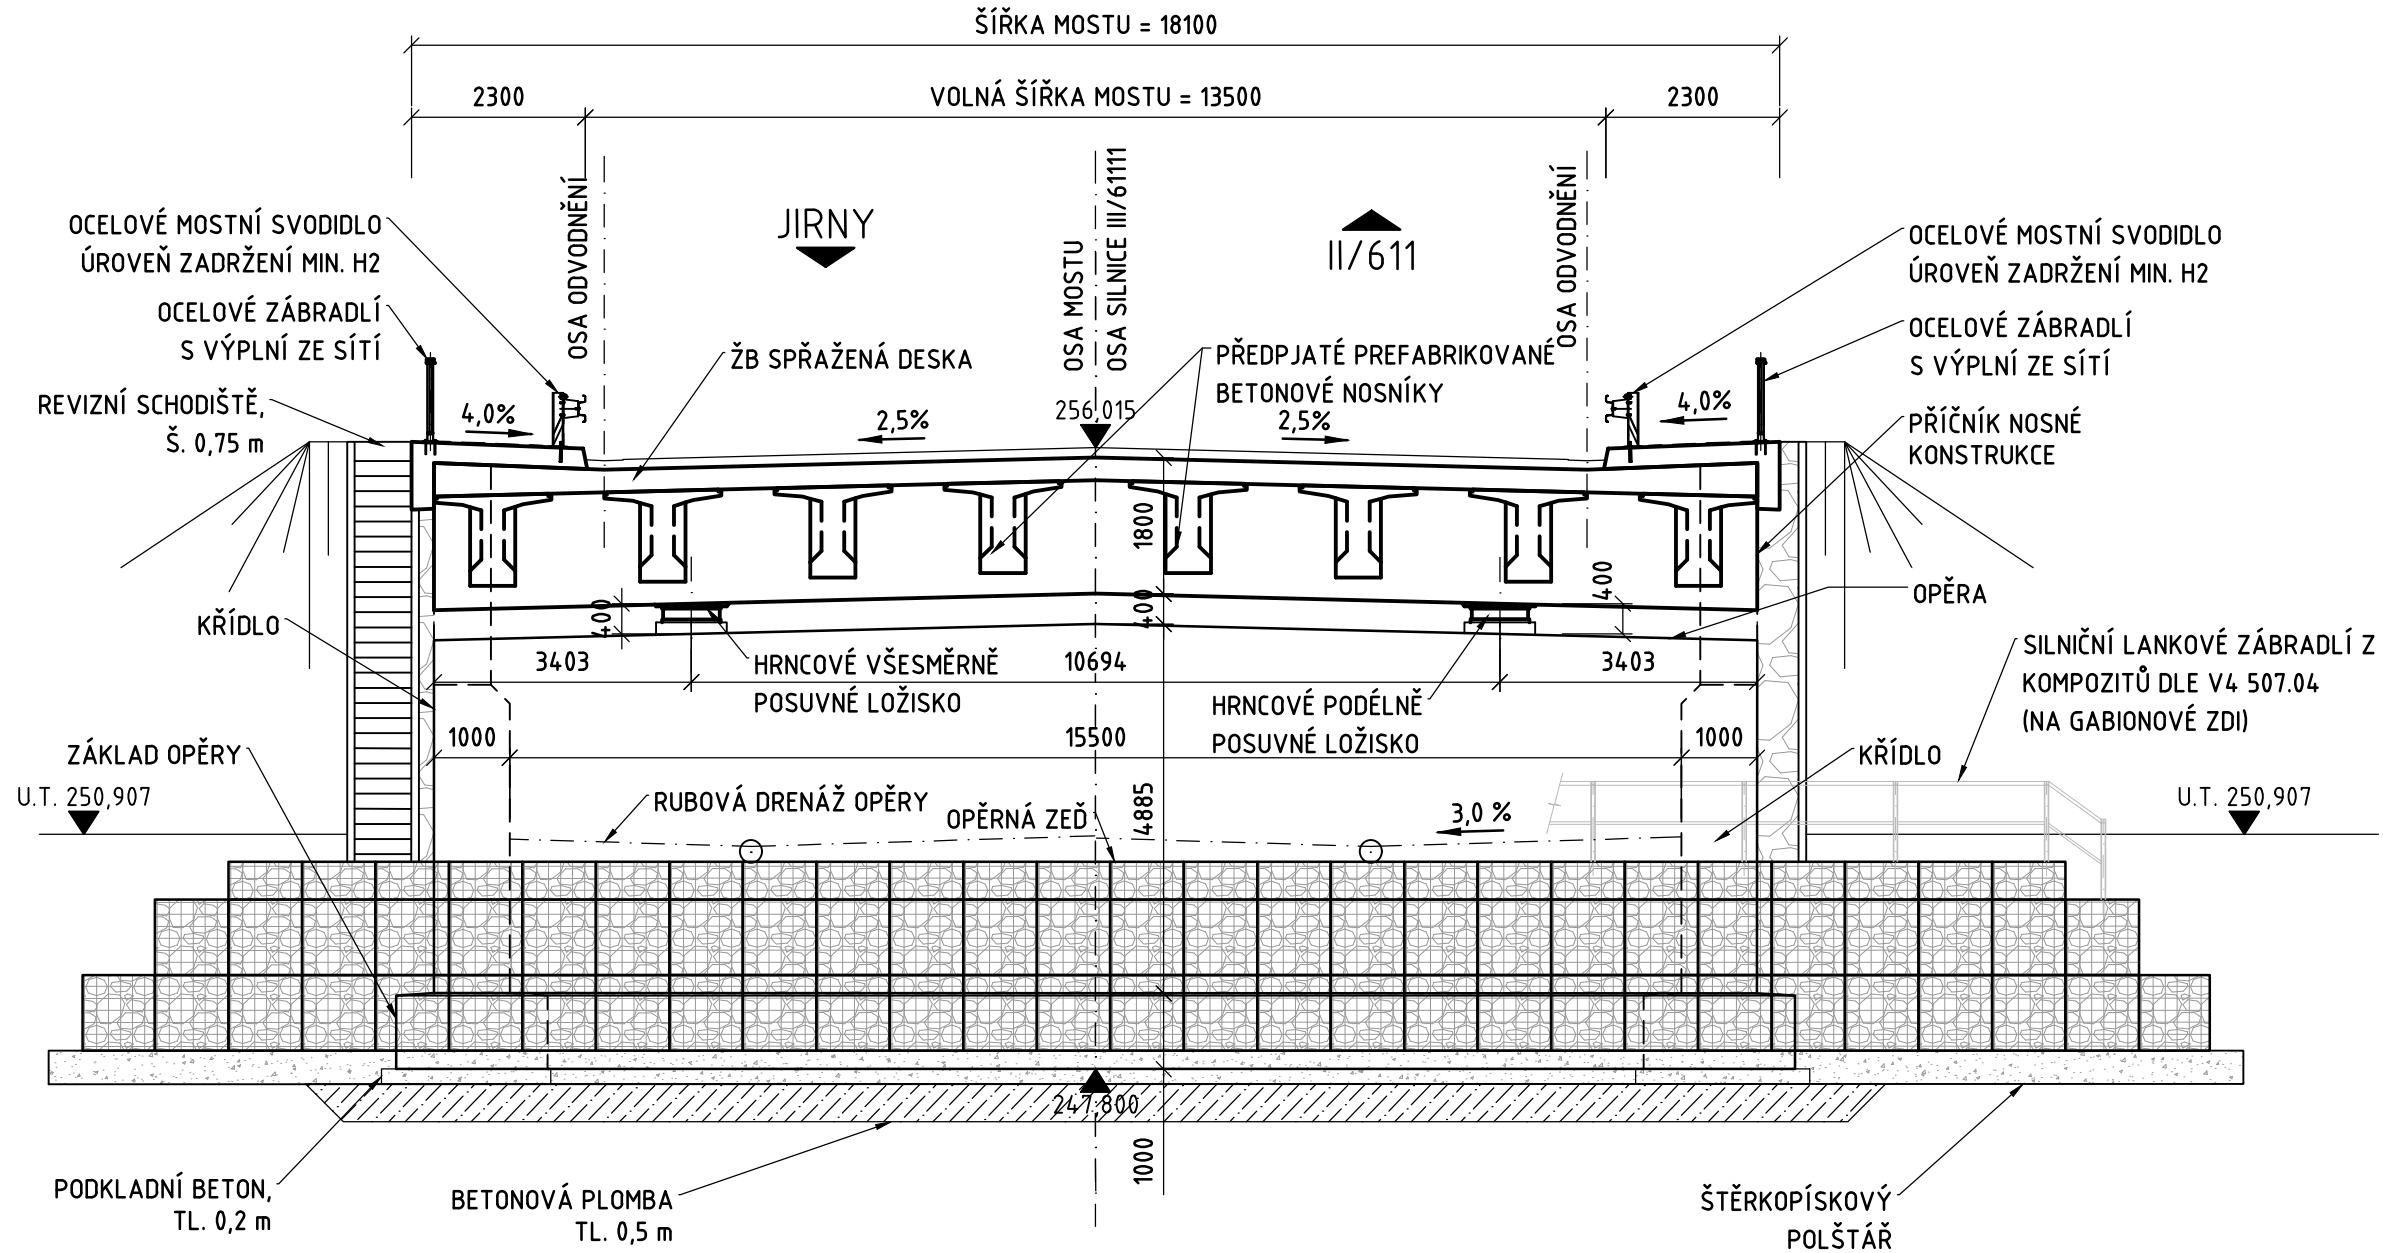 ŠÍŘKA MOSTU = 18100
2300
VOLNÁ ŠÍŘKA MOSTU = 13500
2300
OCELOVÉ MOSTNÍ SVODIDLO
ÚROVEŇ ZADRŽENÍ MIN. H2
OCELOVÉ ZÁBRADLÍ
S VÝPLNÍ ZE SÍTÍ
REVIZNÍ SCHODIŠTĚ,
Š. 0,75 m
OSA ODVODNĚNÍ
JIRNY
OSA MOSTU
OSA SILNICE III/61111
II/611
OSA ODVODNĚNÍ
OCELOVÉ MOSTNÍ SVODIDLO
ÚROVEŇ ZADRŽENÍ MIN. H2
OCELOVÉ ZÁBRADLÍ
S VÝPLNÍ ZE SÍTÍ
PŘÍČNÍK NOSNÉ
KONSTRUKCE
ŽB SPŘAŽENÁ DESKA
PŘEDPJATÉ PREFABRIKOVANÉ
BETONOVÉ NOSNÍKY
4,0%
2,5%
256,015
2,5%
4,0%
1800
400
400
400
OPĚRA
KŘÍDLO
3403
HRNCOVÉ VŠESMĚRNĚ
POSUVNÉ LOŽISKO
10694
3403
HRNCOVÉ PODÉLNĚ
POSUVNÉ LOŽISKO
SILNIČNÍ LANKOVÉ ZÁBRADLÍ Z
KOMPOZITŮ DLE V4 507.04
(NA GABIONOVÉ ZDI)
1000
15500
1000
ZÁKLAD OPĚRY
KŘÍDLO
U.T. 250,907
RUBOVÁ DRENÁŽ OPĚRY
OPĚRNÁ ZEĎ
4885
3,0 %
U.T. 250,907
247,800
1000
PODKLADNÍ BETON,
TL. 0,2 m
BETONOVÁ PLOMBA
TL. 0,5 m
ŠTĚRKOPÍSKOVÝ
POLŠTÁŘ